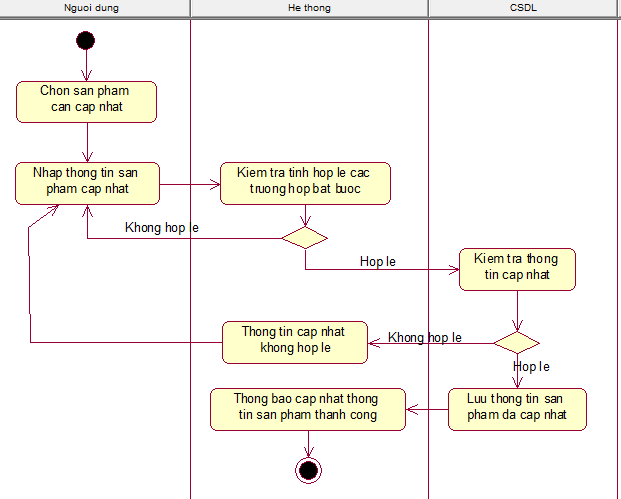 Nguoi dung
He thong
CSDL
Chon san pham
can cap nhat
Nhap thong tin san
pham cap nhat
Kiem tra tinh hop le cac
truong hop bat buoc
Khong hop le
Hop le
Kiem tra thong
tin cap nhat
Thong tin cap nhat
khong hop le
Khong hop le
Hop le
Thong bao cap nhat thong
tin san pham thanh cong
Luu thong tin san
pham da cap nhat